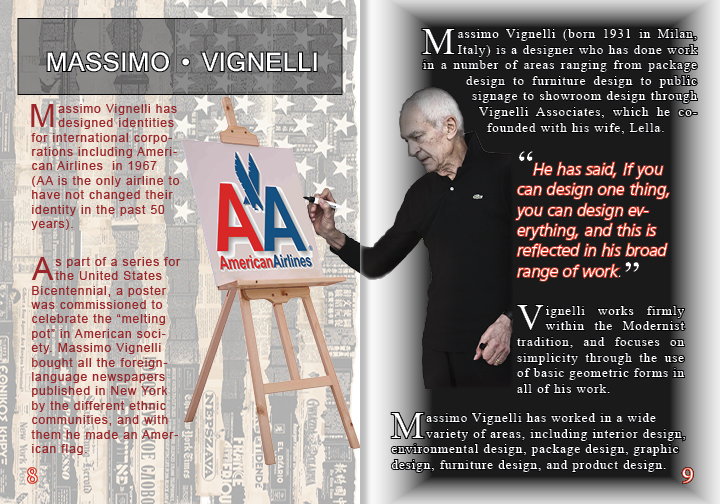 MASSIMO • VIGNELLI
Massimo Vignelli has
designed identities
for international corpo-
rations including Ameri-
can Airlines in 1967
(AA is the only airline to
have not changed their
identity in the past 50
years).
As part of a series for
the United States
Bicentennial, a poster
was commissioned to
celebrate the “melting
pot” in American soci-
ety. Massimo Vignelli
bought all the foreign-
language newspapers
published in New York
by the different ethnic
communities, and with
them he made an Amer-
ican flag.
8
AA
AmericanAirlines
Massimo Vignelli (born 1931 in Milan,
Italy) is a designer who has done work
in a number of areas ranging from package
design to furniture design to public
signage to showroom design through
Vignelli Associates, which he co-
founded with his wife, Lella.
“He has said, If you
can design one thing,
you can design ev-
erything, and this is
reflected in his broad
range of work.”
Vignelli works firmly
within the Modernist
tradition, and focuses on
simplicity through the use
of basic geometric forms in
all of his work.
Massimo Vignelli has worked in a wide
variety of areas, including interior design,
environmental design, package design, graphic
design, furniture design, and product design.
9